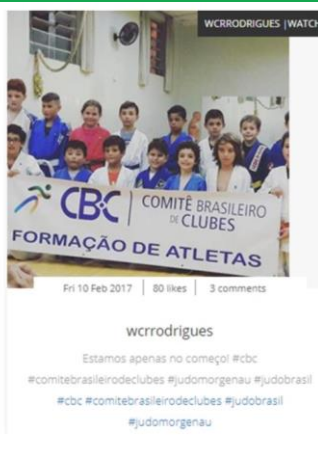 WCRRODRIGUES |WATCH
CBC
COMITÊ BRASILEIRO
DE CLUBES
FORMAÇÃO DE ATLETAS
Fri 10 Feb 2017 | 80 likes | 3 comments
wcrrodrigues
Estamos apenas no começo! #cbc
#comitebrasileirodeclubes #judomorgenau #judobrasil
#cbc #comitebrasileirodeclubes #judobrasil
#judomorgenau